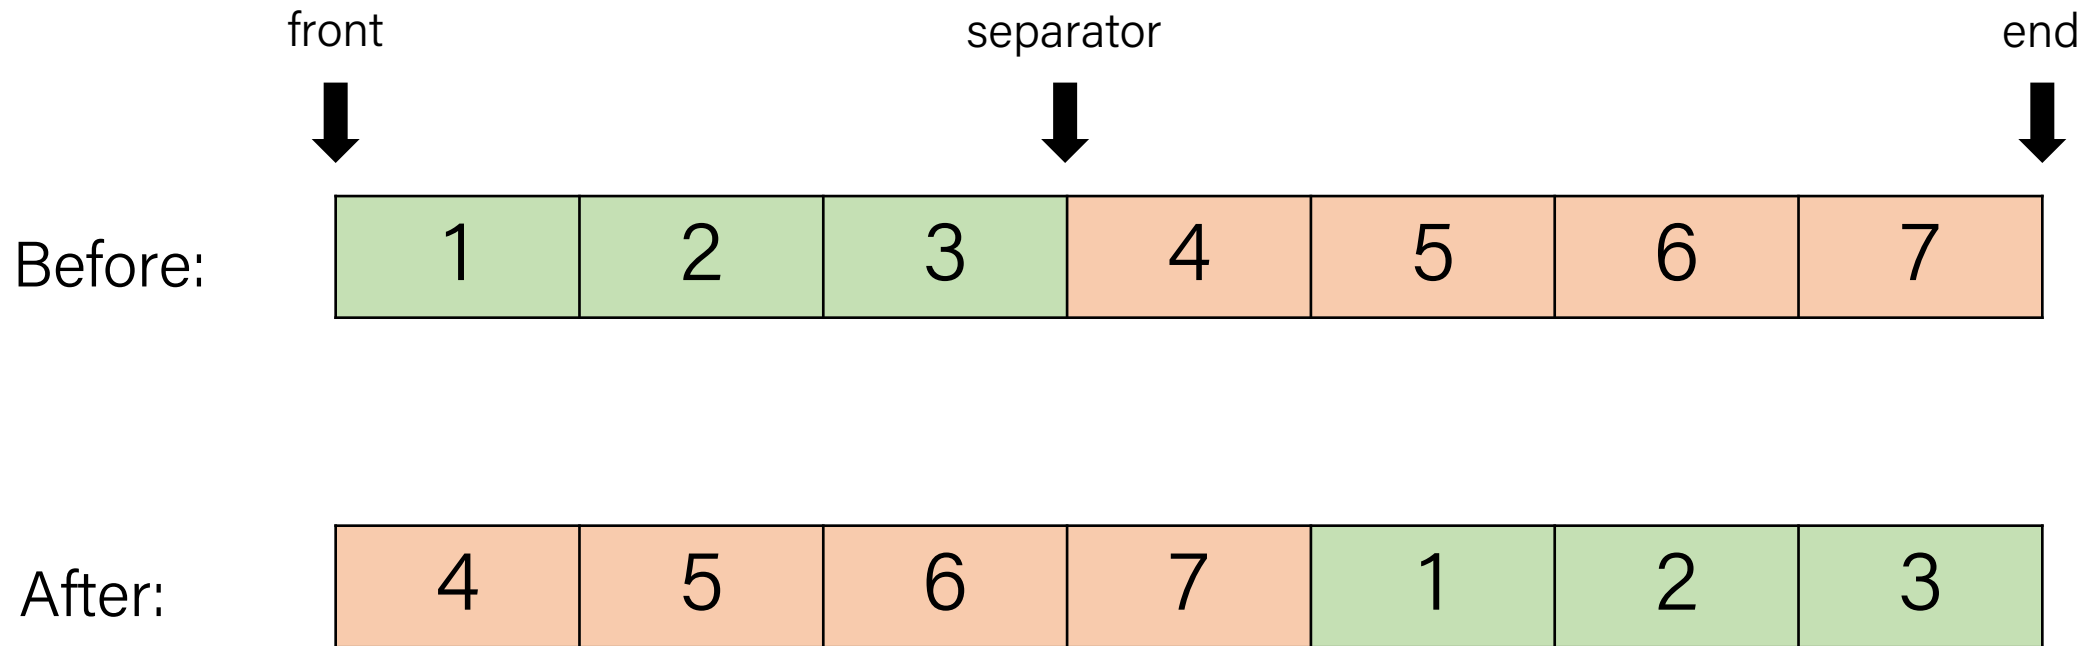 front separator end
Before: 1 2 3 4 5 6 7
After: 4 5 6 7 1 2 3